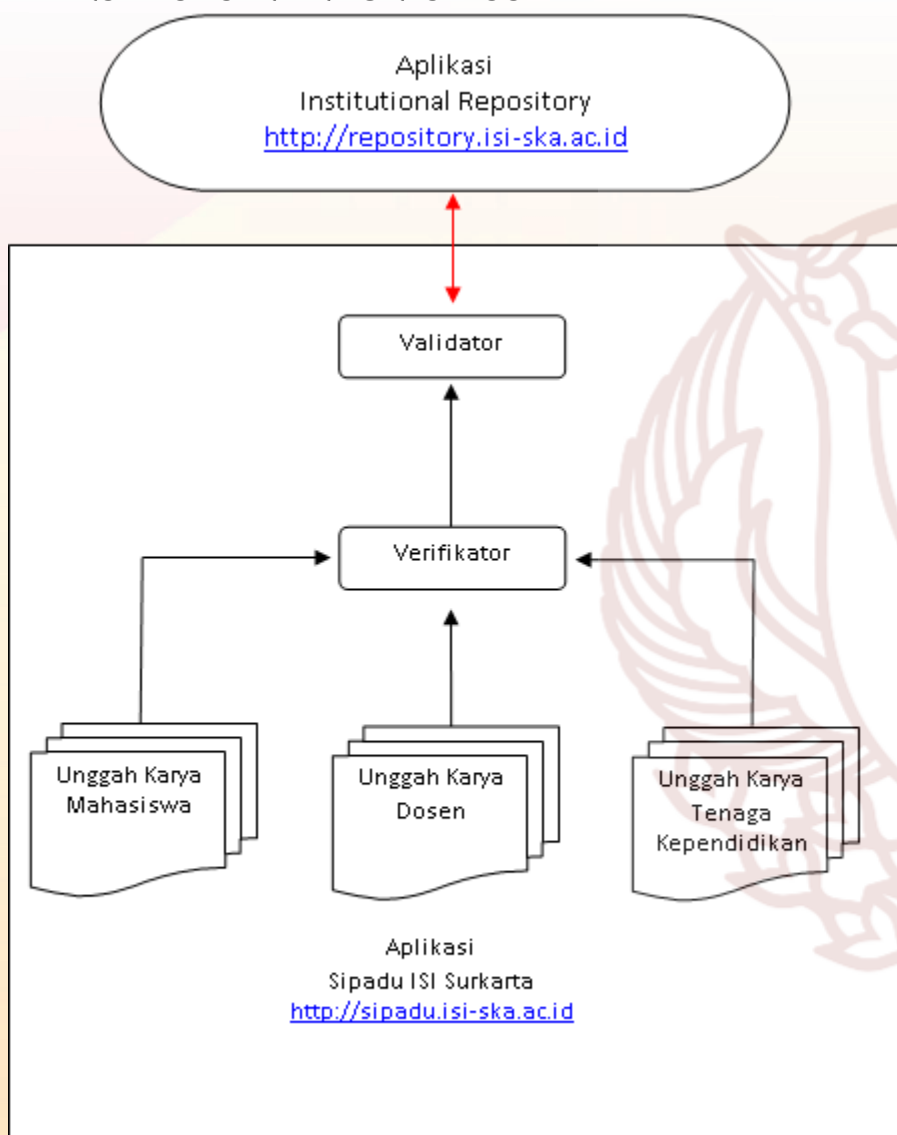 Aplikasi
Institutional Repository
http://repository.isi-ska.ac.id
Validator
Verifikator
Unggah Karya
Mahasiswa
Unggah Karya
Dosen
Unggah Karya
Tenaga
Kependidikan
Aplikasi
Sipadu ISI Surkarta
http://sipadu.isi-ska.ac.id